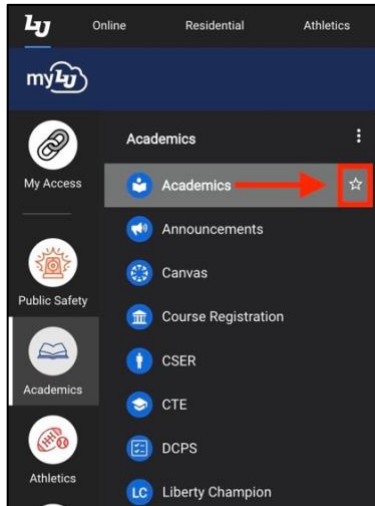 LU
Online Residential Athletics
myLU
My Access
Public Safety
Academics
Athletics
Academics
Academics
Announcements
Canvas
Course Registration
CSER
CTE
DCPS
LC Liberty Champion